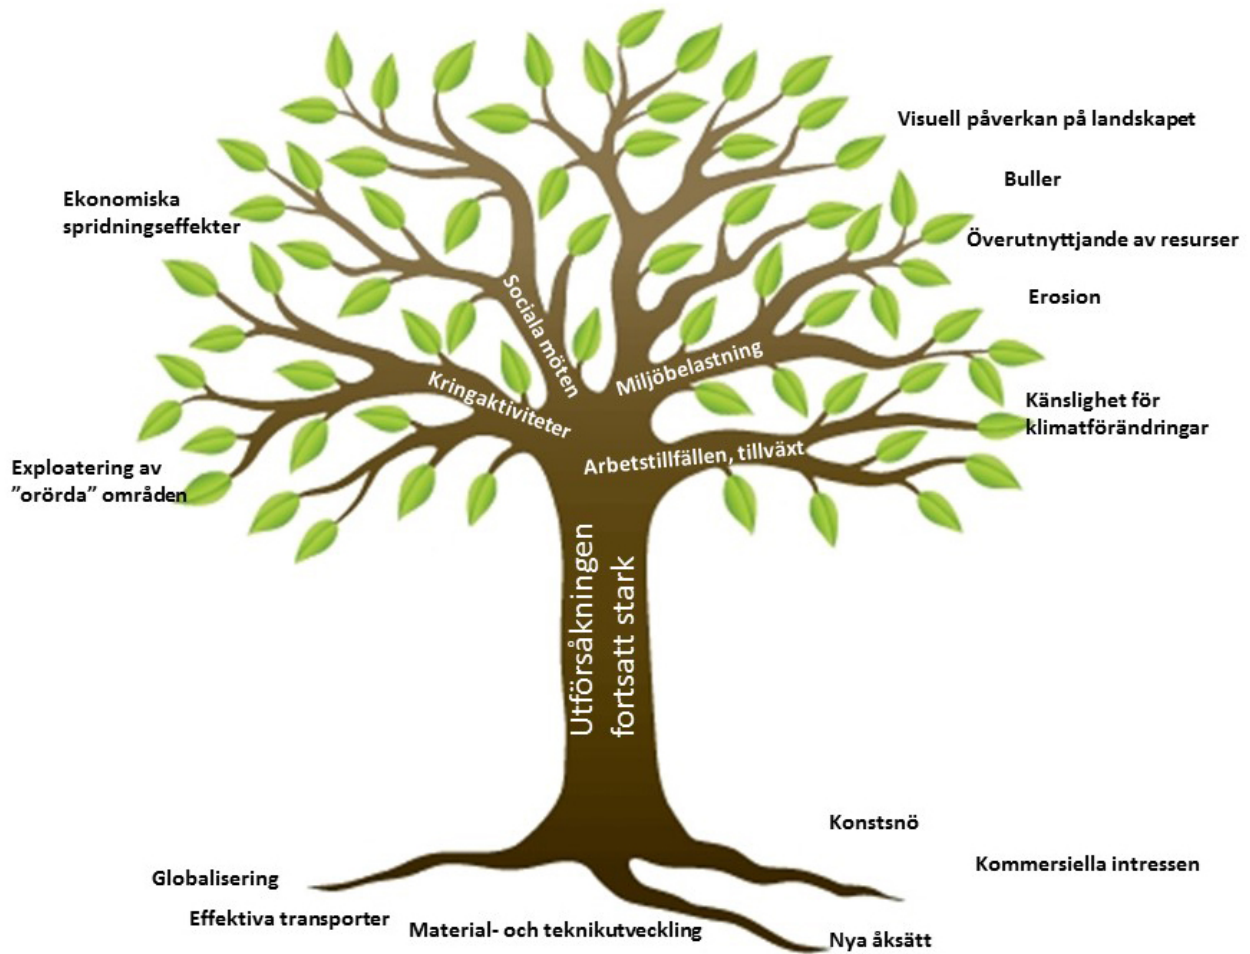 Visuell påverkan på landskapet
Buller
Ekonomiska
spridningseffekter
Överutnyttjande av resurser
Erosion
Sociala möten
Miljöbelastning
Kringaktiviteter
Känslighet för
klimatförändringar
Arbetstillfällen, tillväxt
Exploatering av
”orörda” områden
Utförsåkningen
fortsatt stark
Konstsnö
Kommersiella intressen
Globalisering
Effektiva transporter
Material- och teknikutveckling
Nya åksätt